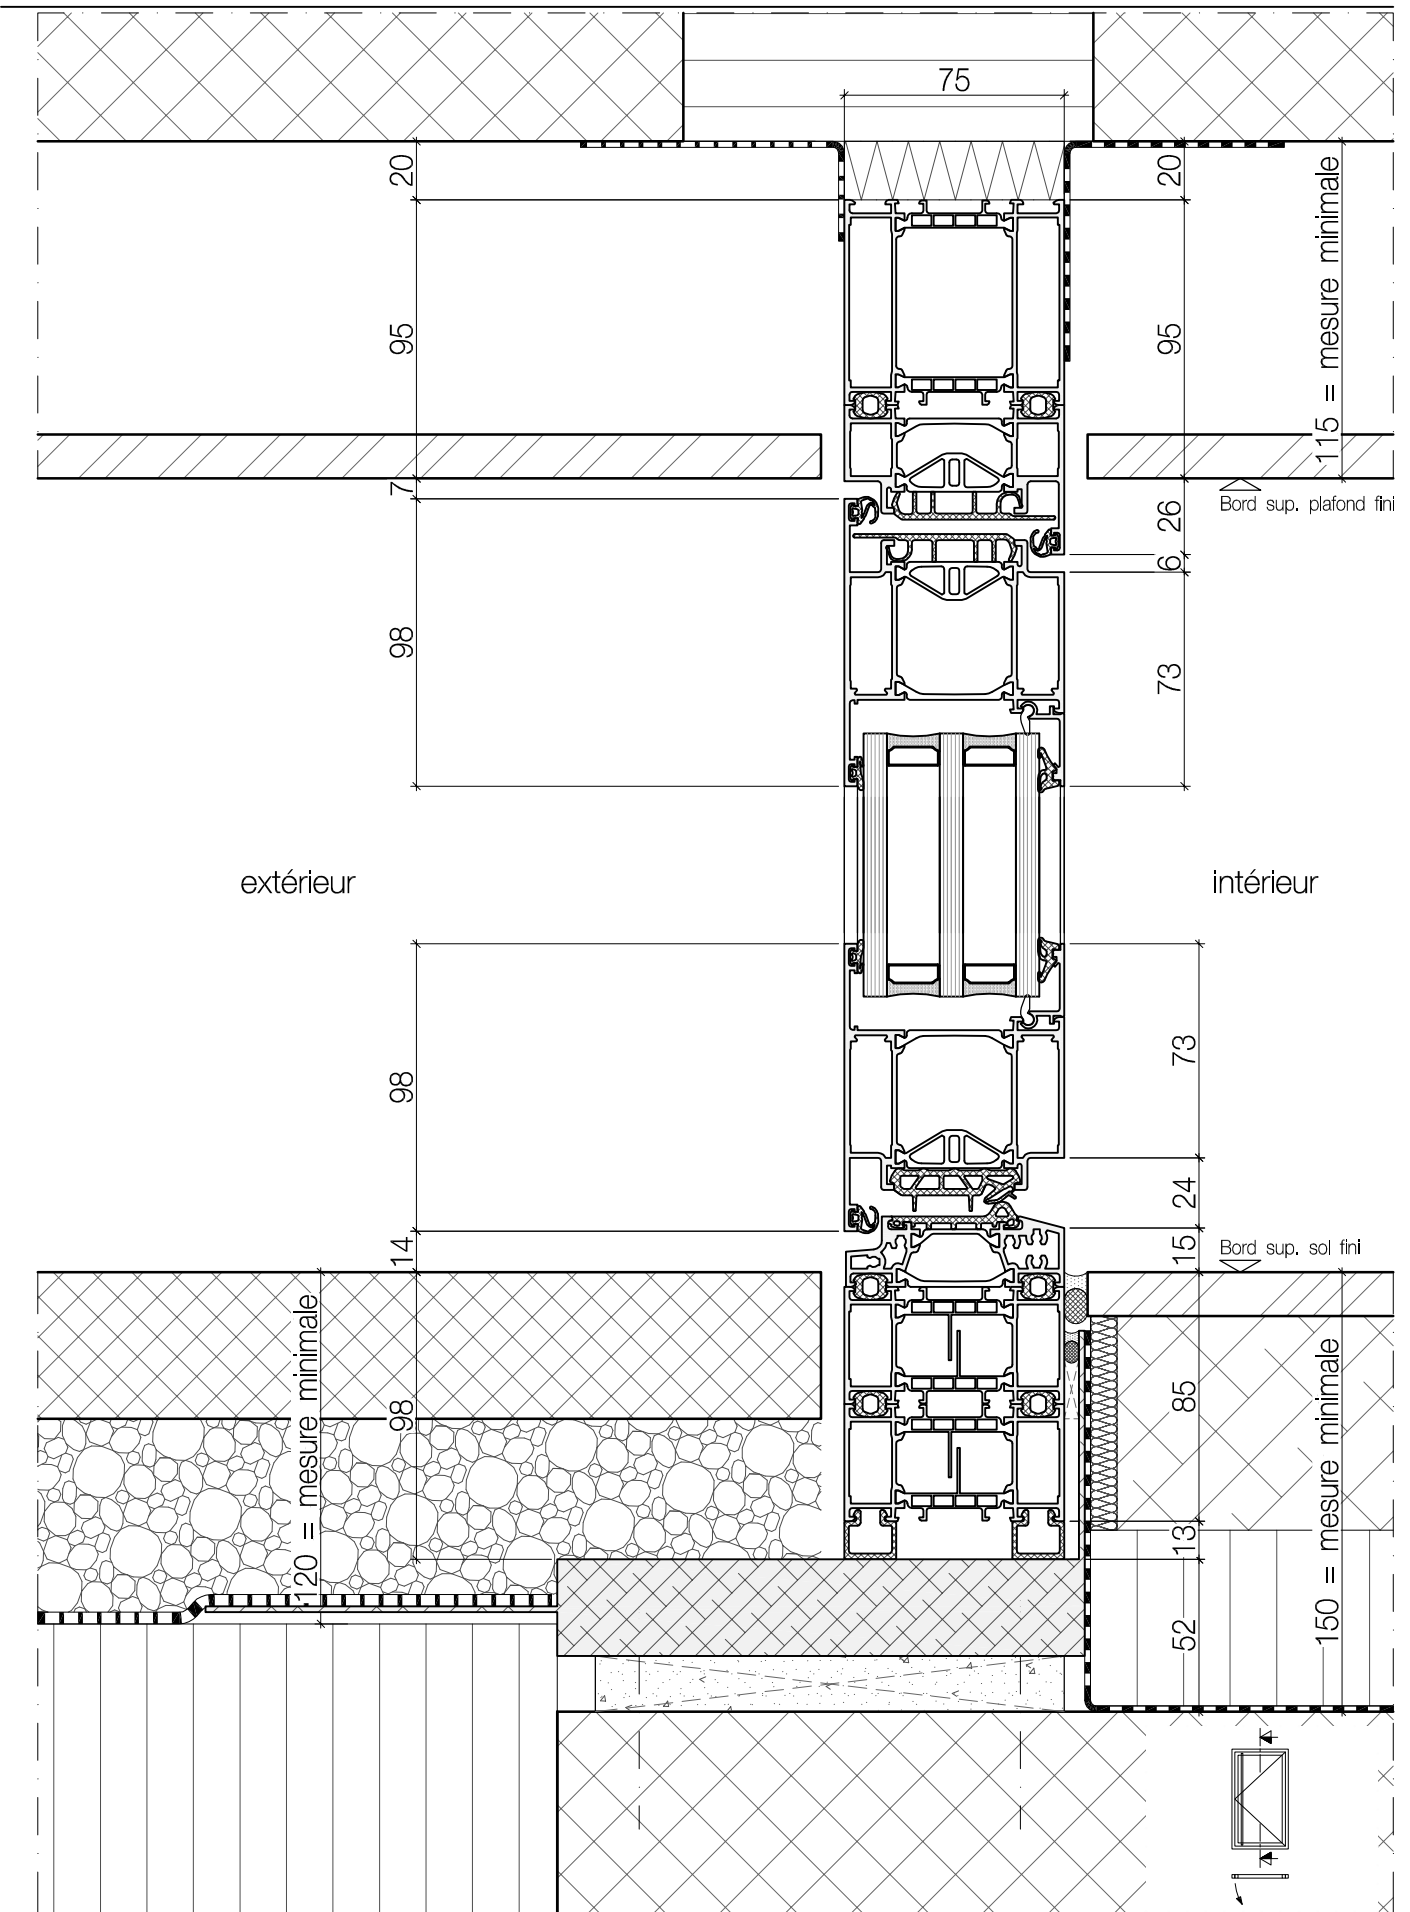 75
20
20
115 = mesure minimale
95
95
7
Bord sup. plafond fini
26
6
98
73
extérieur
intérieur
73
98
24
14
15
Bord sup. sol fini
120 = mesure minimale
98
85
150 = mesure minimale
13
52